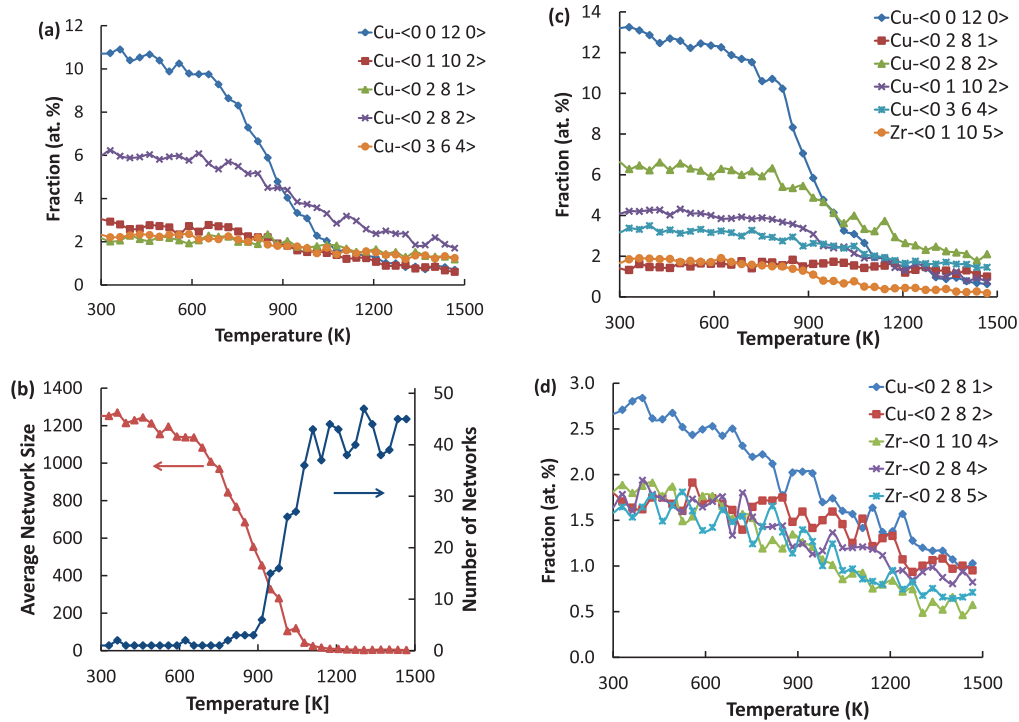 (a)
12
10
8
6
4
2
0
Fraction (at. %)
300
600
900
1200
1500
Temperature (K)
Cu-<0 0 12 0>
Cu-<0 1 10 2>
Cu-<0 2 8 1>
Cu-<0 2 8 2>
Cu-<0 3 6 4>
(c)
14
12
10
8
6
4
2
0
Fraction (at. %)
300
600
900
1200
1500
Temperature (K)
Cu-<0 0 12 0>
Cu-<0 2 8 1>
Cu-<0 2 8 2>
Cu-<0 1 10 2>
Cu-<0 3 6 4>
Zr-<0 1 10 5>
(b)
1400
1200
1000
800
600
400
200
0
Average Network Size
50
40
30
20
10
0
Number of Networks
300
600
900
1200
1500
Temperature [K]
(d)
3.0
2.5
2.0
1.5
1.0
0.5
0.0
Fraction (at. %)
300
600
900
1200
1500
Temperature (K)
Cu-<0 2 8 1>
Cu-<0 2 8 2>
Zr-<0 1 10 4>
Zr-<0 2 8 4>
Zr-<0 2 8 5>